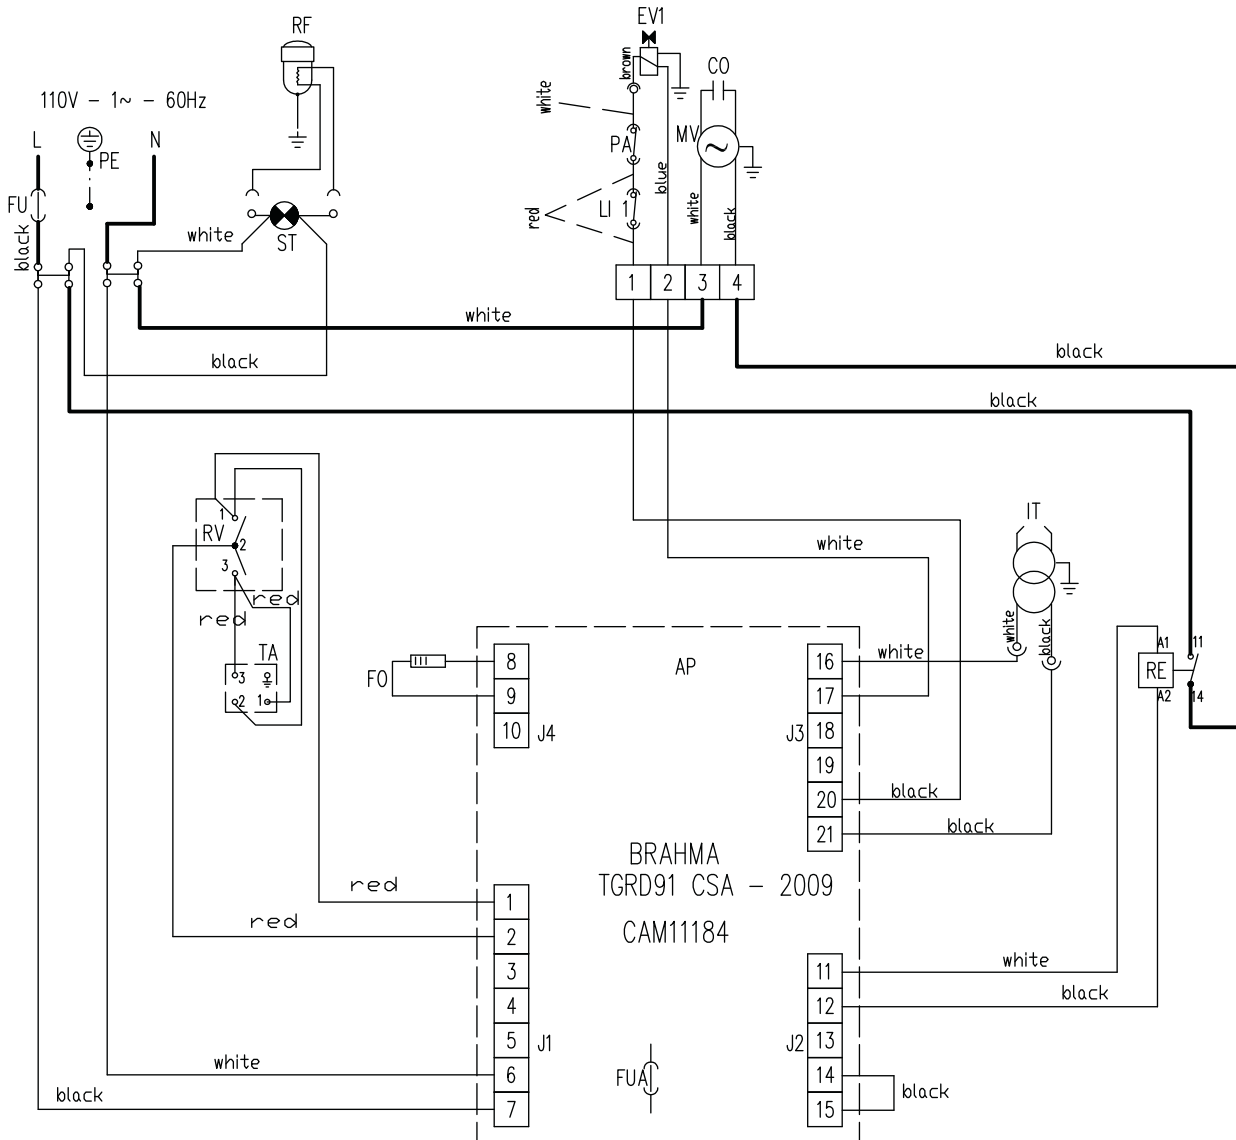 RF
EV1
brown
CO
110V - 1~ - 60Hz
white
L
PE
N
PA
MV
FU
blue
white
black
red
LI 1
black
white
ST
1 2 3 4
white
black
black
black
1
RV
2
3
red
red
TA
3
2 1
IT
white
white
black
A1 11
RE
A2 14
FO
8
9
10 J4
AP
16 white
17
J3 18
19
20 black
21 black
BRAHMA
TGRD91 CSA - 2009
CAM11184
red 1
red 2
3
4
5 J1
white 6
black 7
11 white
12 black
J2 13
14
15
black
FUA